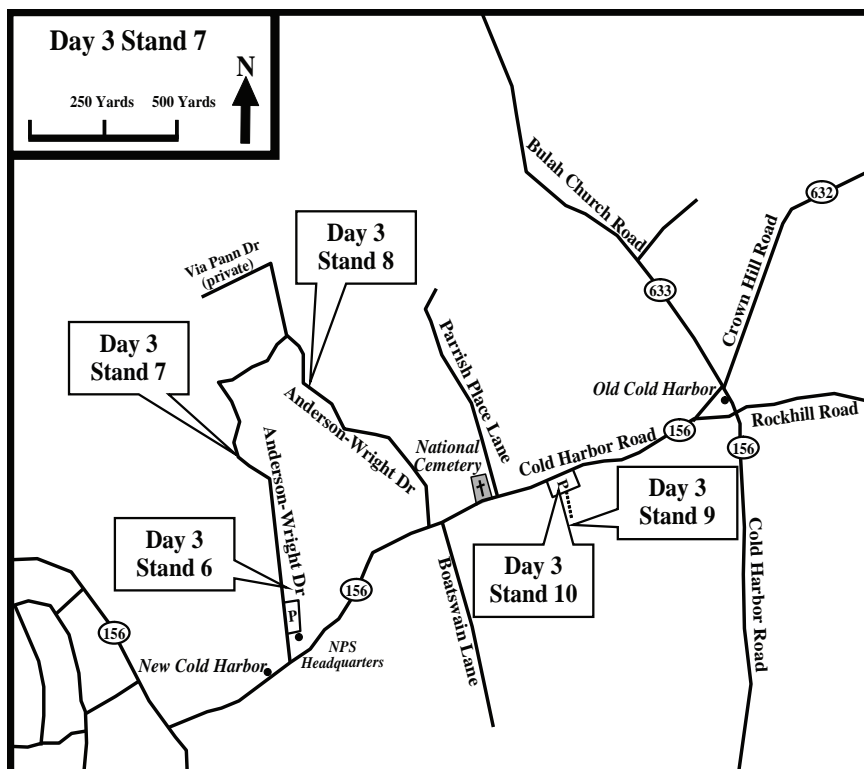 Day 3 Stand 7
N
250 Yards
500 Yards
632
Bulah Church Road
Crown Hill Road
Day 3
Stand 8
Via Pann Dr
(private)
633
Day 3
Stand 7
Parrish Place Lane
Old Cold Harbor
Anderson-Wright Dr
Rockhill Road
156
Cold Harbor Road
156
National
Cemetery
Anderson-Wright Dr
P
Day 3
Stand 9
Day 3
Stand 6
Day 3
Stand 10
Cold Harbor Road
Boatswain Lane
156
P
156
NPS
Headquarters
New Cold Harbor